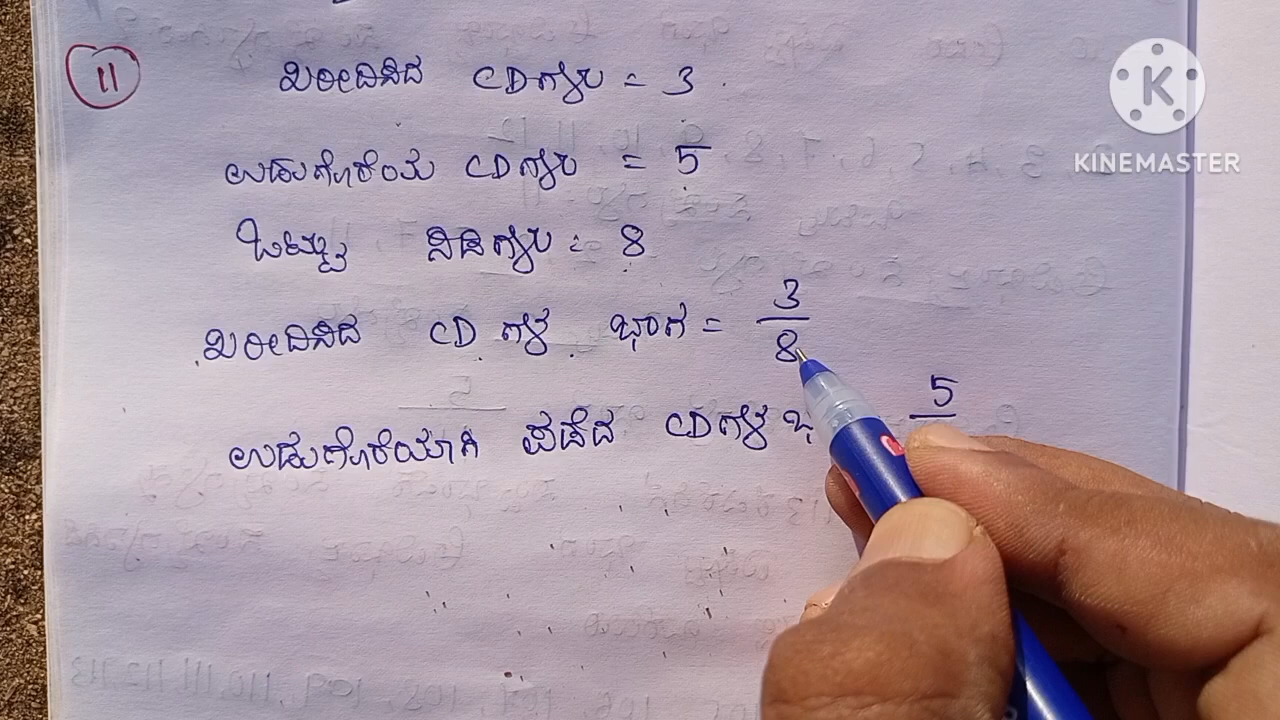 11
ಖರೀದಿಸಿದ CDಗಳು = 3
ಉಡುಗೊರೆಯ CDಗಳು = 5
ಒಟ್ಟು ಸಿಡಿಗಳು = 8
ಖರೀದಿಸಿದ CD ಗಳ ಭಾಗ = 3/8
ಉಡುಗೊರೆಯಾಗಿ ಪಡೆದ CDಗಳ 5
K
KINEMASTER